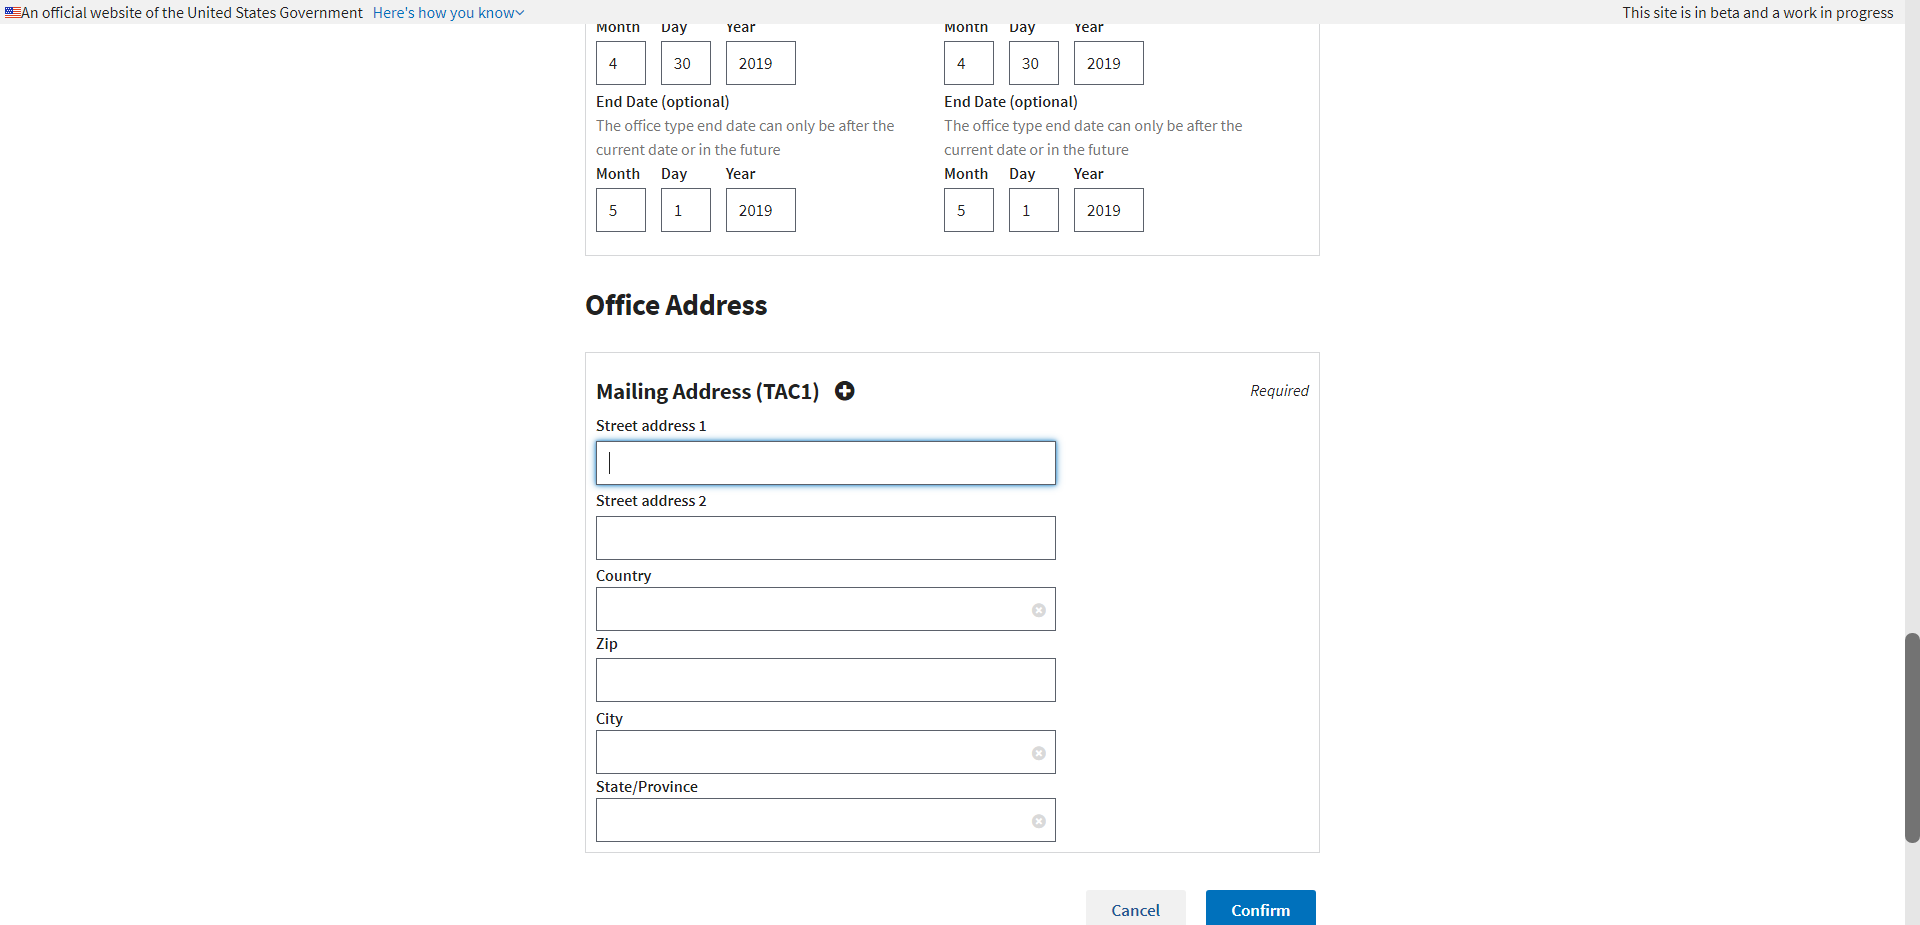 An official website of the United States Government Here's how you know
This site is in beta and a work in progress
Month Day Year Month Day Year
4 30 2019 4 30 2019
End Date (optional) End Date (optional)
The office type end date can only be after the The office type end date can only be after the
current date or in the future current date or in the future
Month Day Year Month Day Year
5 1 2019 5 1 2019
Office Address
Mailing Address (TAC1) Required
Street address 1
Street address 2
Country
Zip
City
State/Province
Cancel Confirm